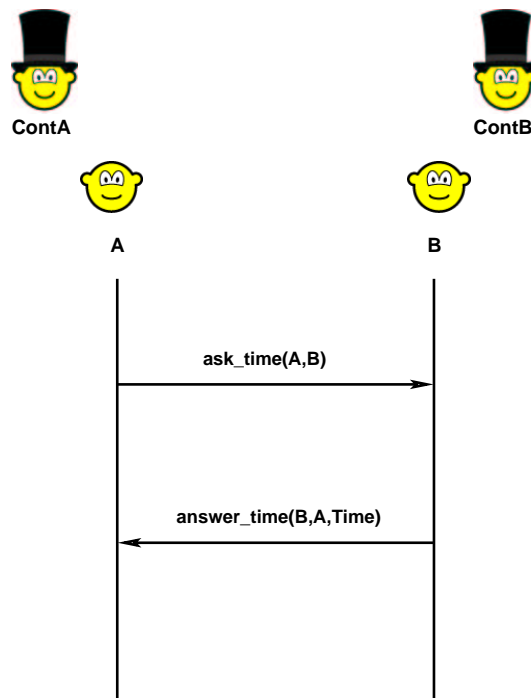 ContA
ContB
A
B
ask_time(A,B)
answer_time(B,A,Time)